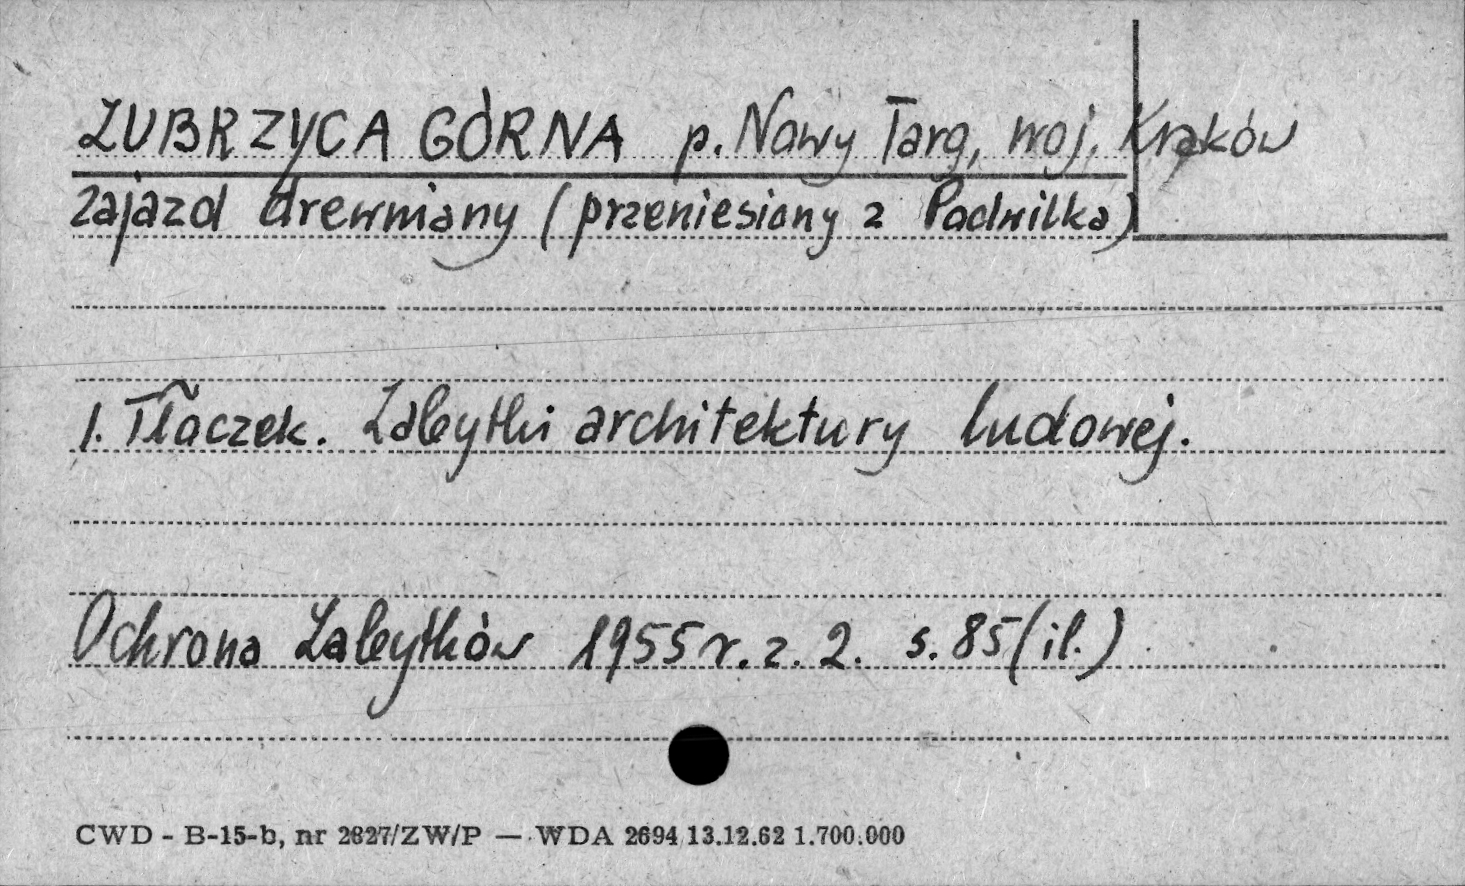 ZUBRZYCA GÓRNA p. Nowy Targ, woj. Kraków
zajazd drewniany (przeniesiony z Podwilka)
I. Tłoczek. Zabytki architektury ludowej.
Ochrona Zabytków 1955 r. z. 2. s. 85 (il.)
CWD - B-15-b, nr 2827/ZW/P — WDA 2694 13.12.62 1.700.000